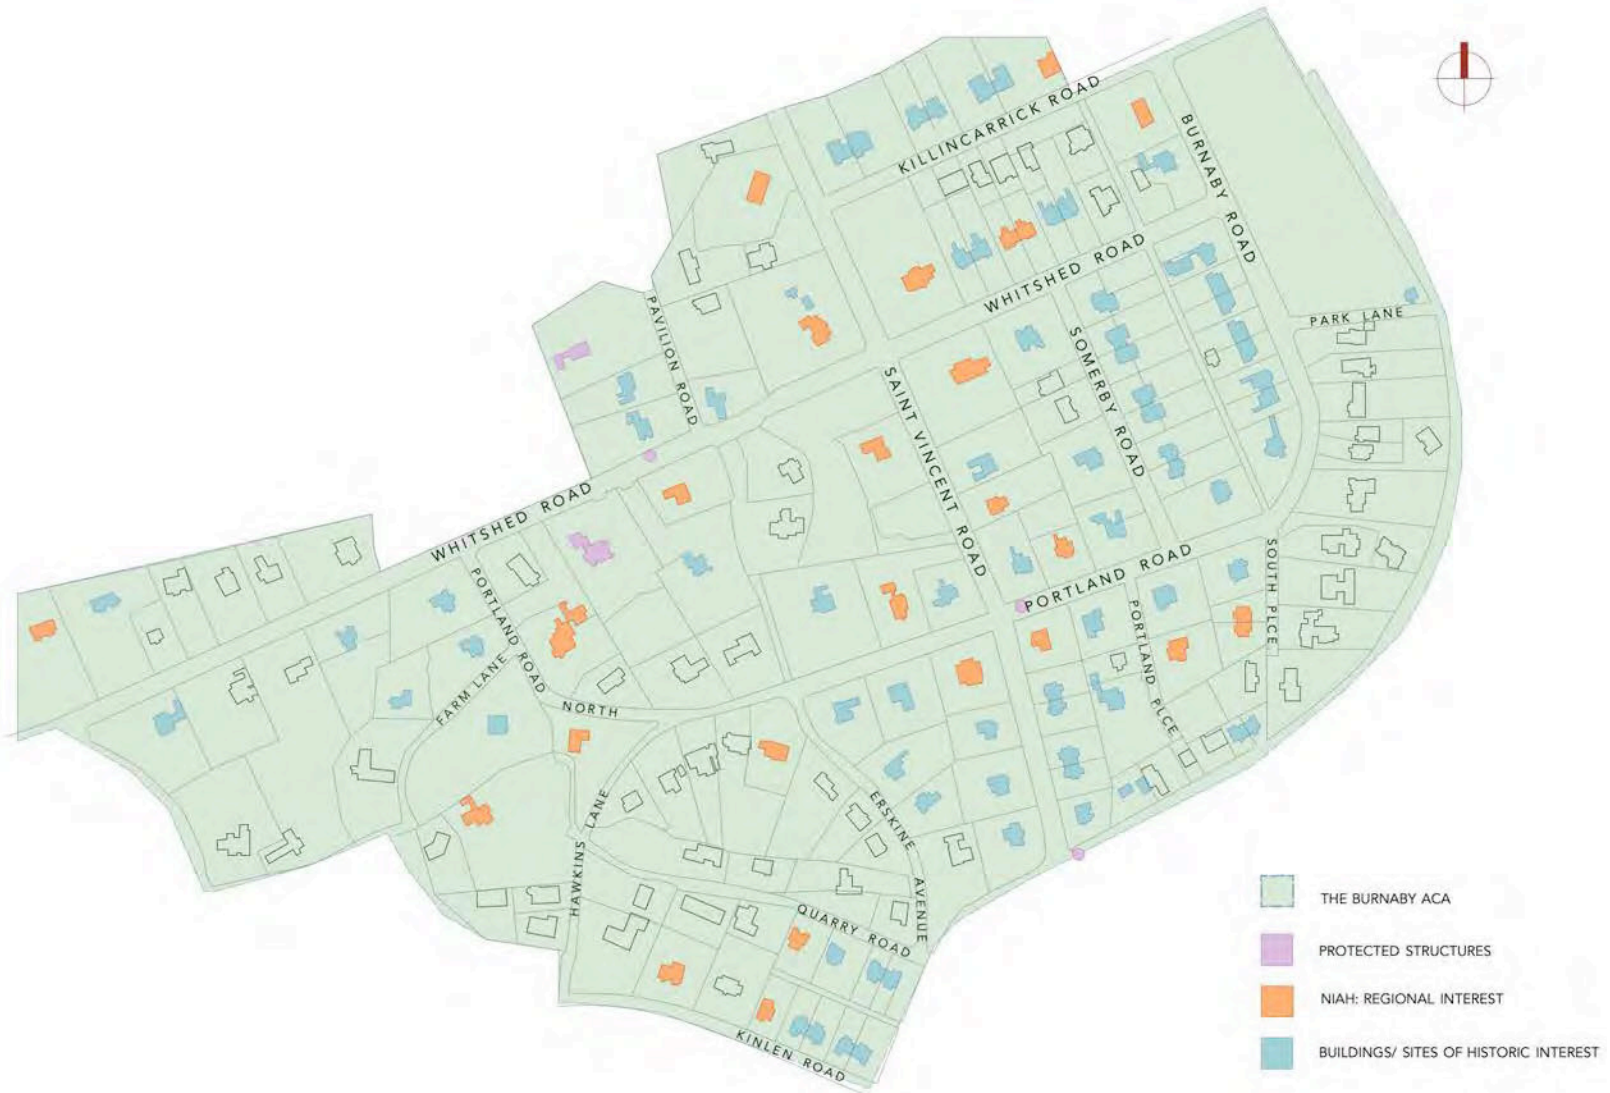 KILLINCARRICK ROAD
BURNABY ROAD
WHITSHED ROAD
PAVILION ROAD
PARK LANE
SOMERBY ROAD
SAINT VINCENT ROAD
WHITSHED ROAD
PORTLAND ROAD
SOUTH PLCE
PORTLAND ROAD
PORTLAND PLCE
FARM LANE
NORTH
HAWKINS LANE
ERSKINE AVENUE
QUARRY ROAD
KINLEN ROAD
THE BURNABY ACA
PROTECTED STRUCTURES
NIAH: REGIONAL INTEREST
BUILDINGS/ SITES OF HISTORIC INTEREST